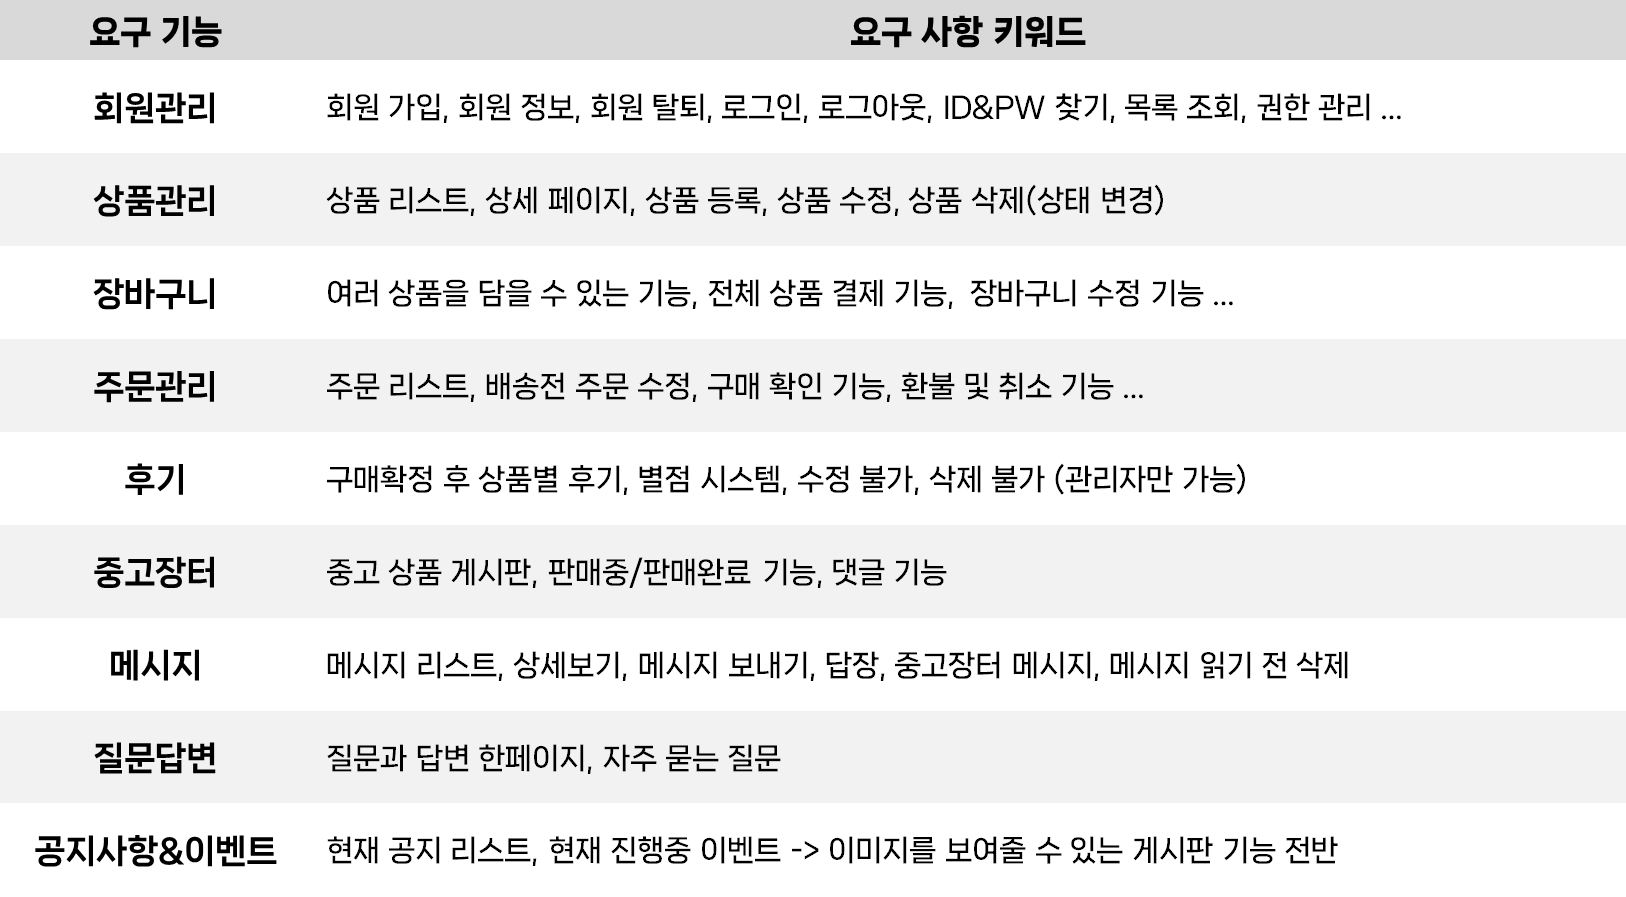 요구 기능 요구 사항 키워드
회원관리 회원 가입, 회원 정보, 회원 탈퇴, 로그인, 로그아웃, ID&PW 찾기, 목록 조회, 권한 관리 ...
상품관리 상품 리스트, 상세 페이지, 상품 등록, 상품 수정, 상품 삭제(상태 변경)
장바구니 여러 상품을 담을 수 있는 기능, 전체 상품 결제 기능, 장바구니 수정 기능 ...
주문관리 주문 리스트, 배송전 주문 수정, 구매 확인 기능, 환불 및 취소 기능 ...
후기 구매확정 후 상품별 후기, 별점 시스템, 수정 불가, 삭제 불가 (관리자만 가능)
중고장터 중고 상품 게시판, 판매중/판매완료 기능, 댓글 기능
메시지 메시지 리스트, 상세보기, 메시지 보내기, 답장, 중고장터 메시지, 메시지 읽기 전 삭제
질문답변 질문과 답변 한페이지, 자주 묻는 질문
공지사항&이벤트 현재 공지 리스트, 현재 진행중 이벤트 -> 이미지를 보여줄 수 있는 게시판 기능 전반